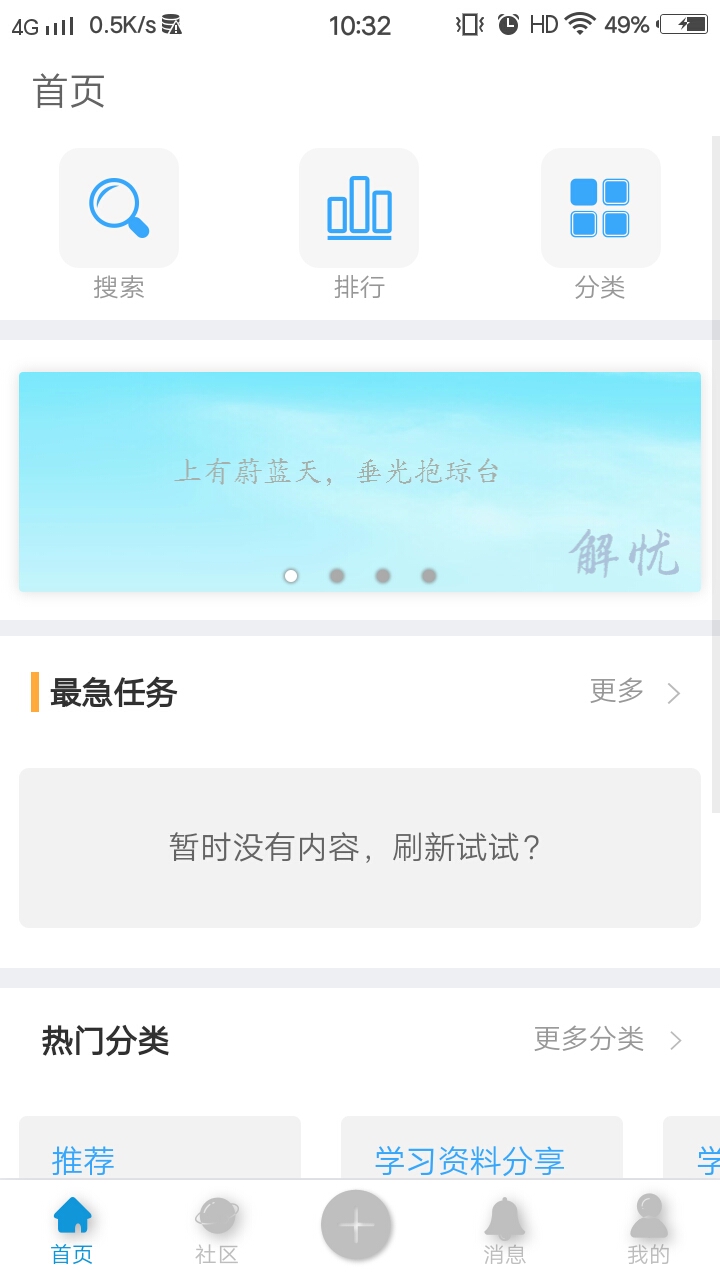 4G 0.5K/s 10:32 HD 49%
首页
搜索 排行 分类
上有蔚蓝天，垂光抱琼台
解忧
最急任务 更多
暂时没有内容，刷新试试？
热门分类 更多分类
推荐 学习资料分享 学
首页 社区 消息 我的